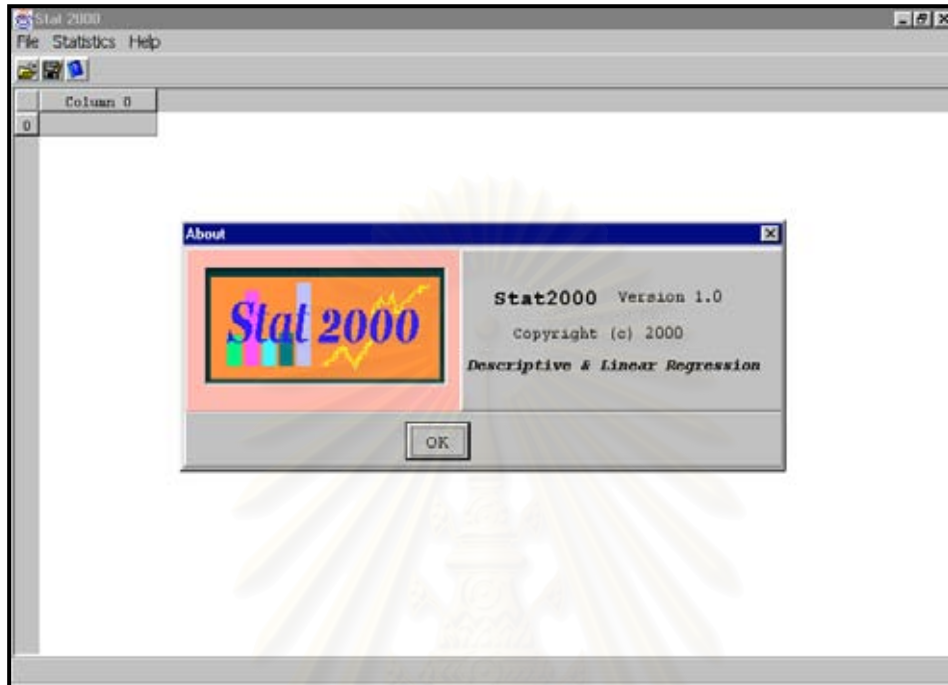 Stat 2000
File Statistics Help
Column 0
0
About
Stat 2000
Stat2000 Version 1.0
Copyright (c) 2000
Descriptive & Linear Regression
OK